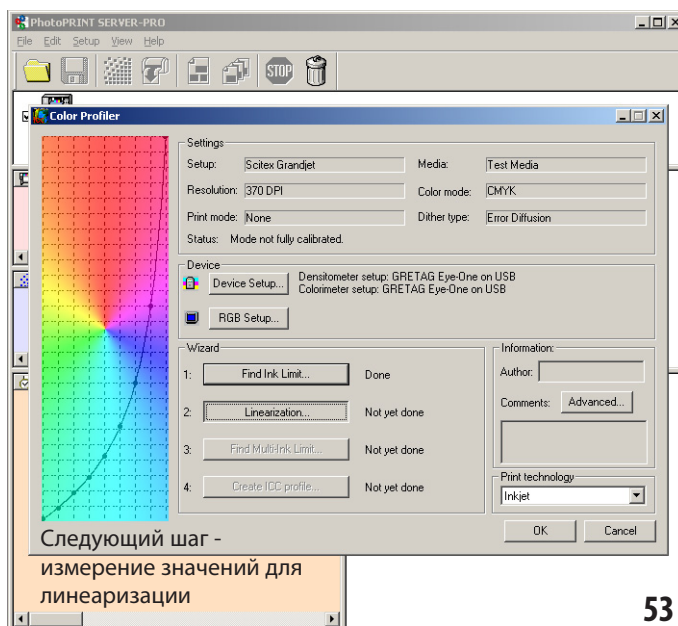 PhotoPRINT SERVER-PRO
File Edit Setup View Help
STOP
Color Profiler
Settings
Setup: Scitex Grandjet Media: Test Media
Resolution: 370 DPI Color mode: CMYK
Print mode: None Dither type: Error Diffusion
Status: Mode not fully calibrated.
Device
Device Setup... Densitometer setup: GRETAG Eye-One on USB
Colorimeter setup: GRETAG Eye-One on USB
RGB Setup...
Wizard
1: Find Ink Limit... Done
2: Linearization... Not yet done
3: Find Multi-Ink Limit... Not yet done
4: Create ICC profile... Not yet done
Information:
Author:
Comments: Advanced...
Print technology
Inkjet
OK Cancel
Следующий шаг -
измерение значений для
линеаризации
53